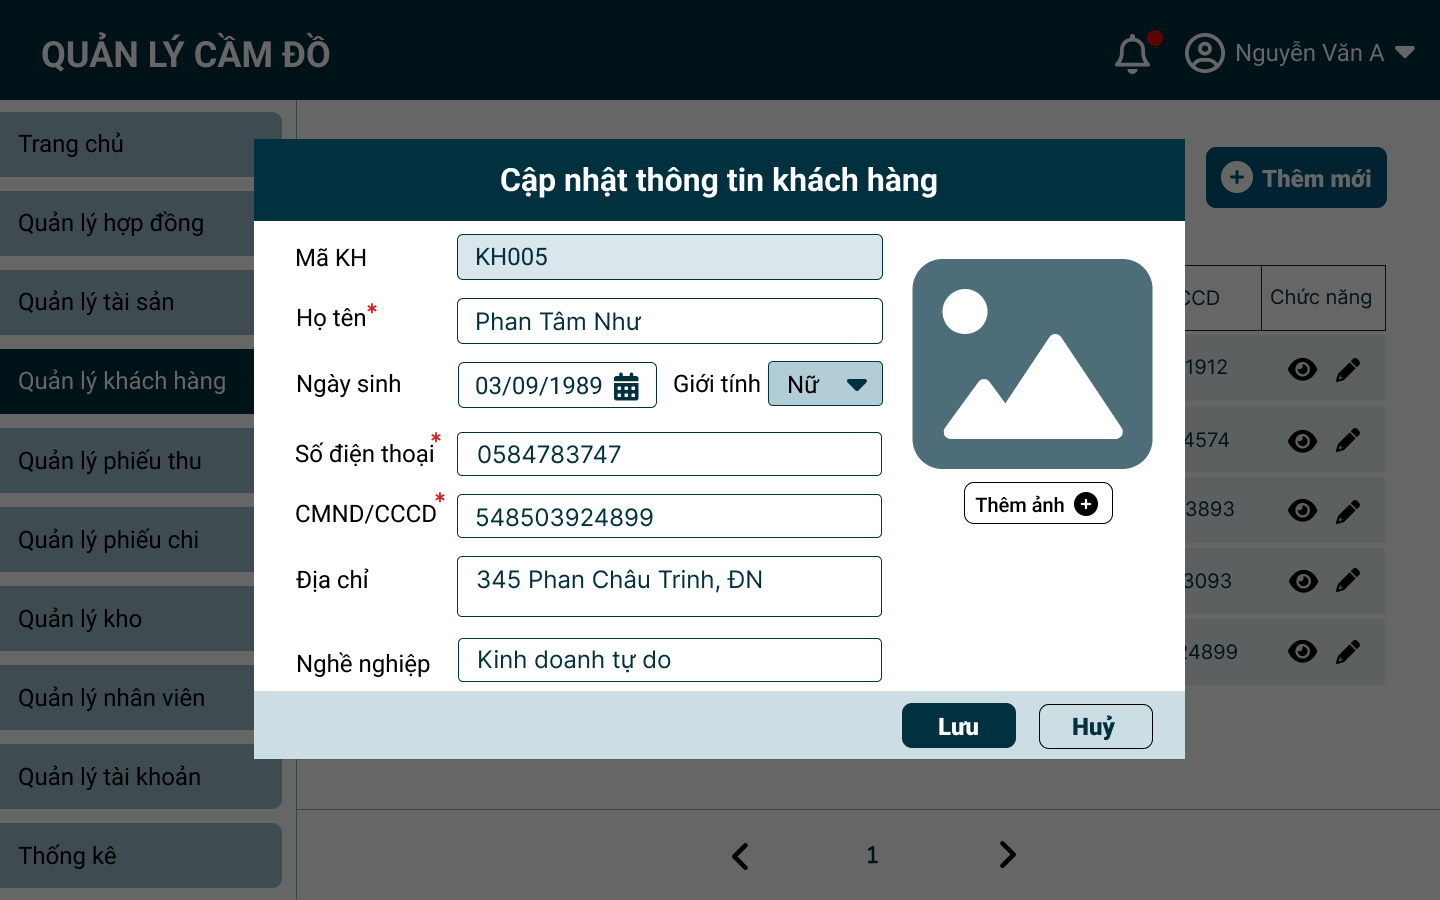 QUẢN LÝ CẦM ĐỒ
Nguyễn Văn A
Trang chủ
Quản lý hợp đồng
Quản lý tài sản
Quản lý khách hàng
Quản lý phiếu thu
Quản lý phiếu chi
Quản lý kho
Quản lý nhân viên
Quản lý tài khoản
Thống kê
Thêm mới
Cập nhật thông tin khách hàng
Mã KH KH005
Họ tên* Phan Tâm Như
Ngày sinh 03/09/1989 Giới tính Nữ
Số điện thoại* 0584783747
CMND/CCCD* 548503924899
Địa chỉ 345 Phan Châu Trinh, ĐN
Nghề nghiệp Kinh doanh tự do
Thêm ảnh
Lưu Huỷ
CCD Chức năng
1912
4574
3893
3093
24899
1